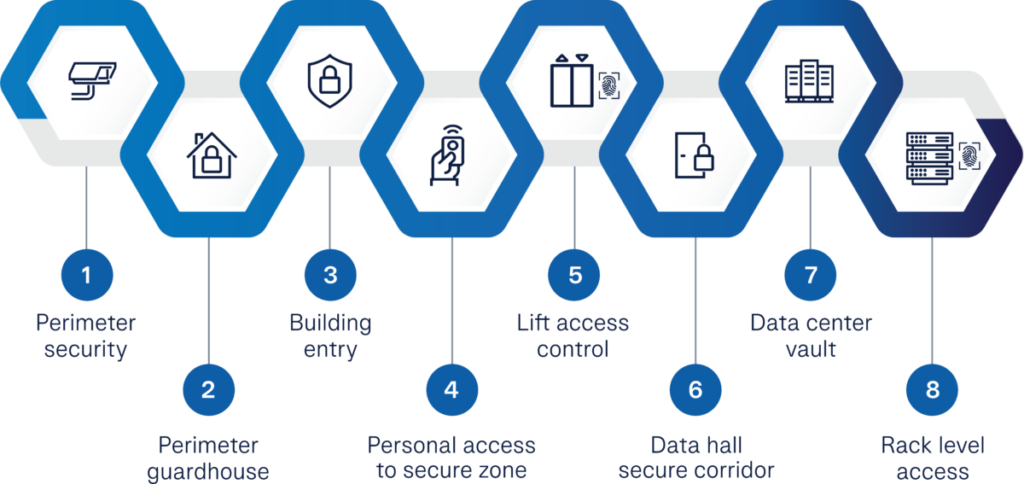 1
Perimeter
security
2
Perimeter
guardhouse
3
Building
entry
4
Personal access
to secure zone
5
Lift access
control
6
Data hall
secure corridor
7
Data center
vault
8
Rack level
access